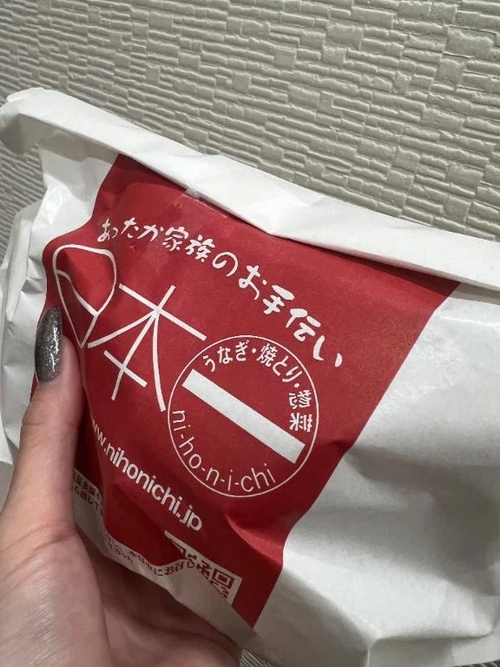 あったか家族のお手伝い
日本一
うなぎ・焼とり・惣菜
ni-ho-n-i-chi
www.nihonichi.jp